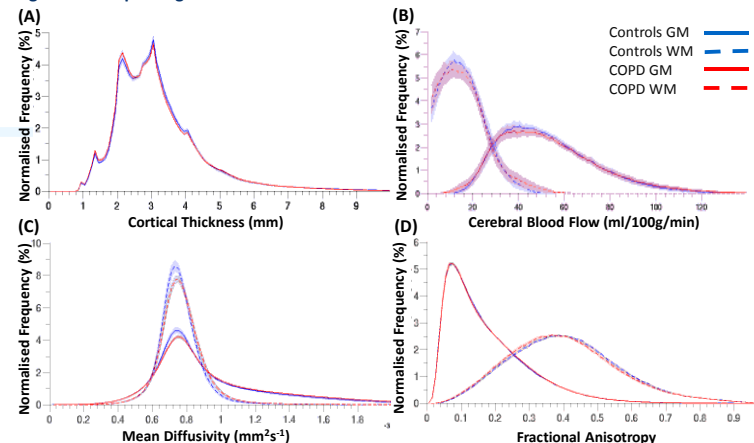 (A)
Normalised Frequency (%)
5
4
3
2
1
0
0 1 2 3 4 5 6 7 8 9
Cortical Thickness (mm)
(B)
Normalised Frequency (%)
7
6
5
4
3
2
1
0
0 20 40 60 80 100 120
Cerebral Blood Flow (ml/100g/min)
Controls GM
Controls WM
COPD GM
COPD WM
(C)
Normalised Frequency (%)
10
8
6
4
2
0
0 0.2 0.4 0.6 0.8 1 1.2 1.4 1.6 1.8
-3
Mean Diffusivity (mm²s⁻¹)
(D)
Normalised Frequency (%)
6
5
4
3
2
1
0
0 0.1 0.2 0.3 0.4 0.5 0.6 0.7 0.8 0.9
Fractional Anisotropy